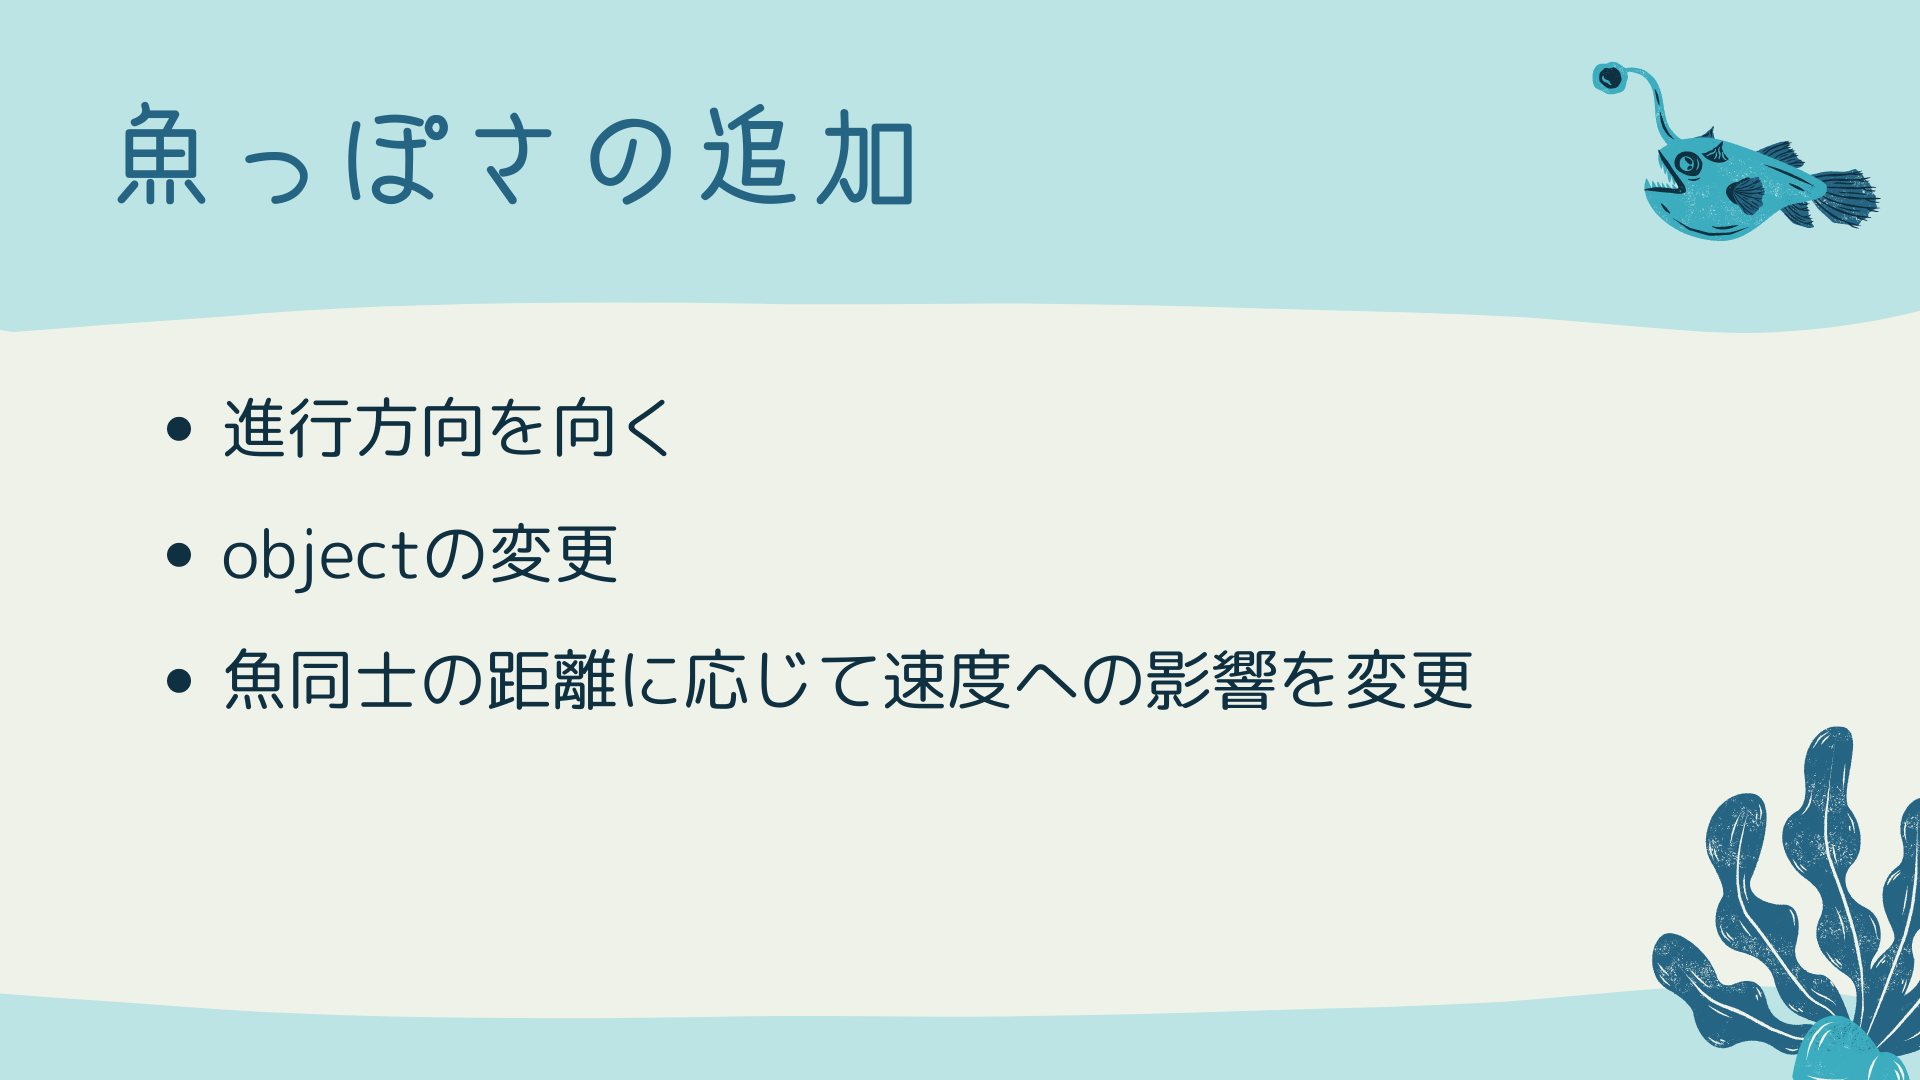 魚っぽさの追加
進行方向を向く
objectの変更
魚同士の距離に応じて速度への影響を変更